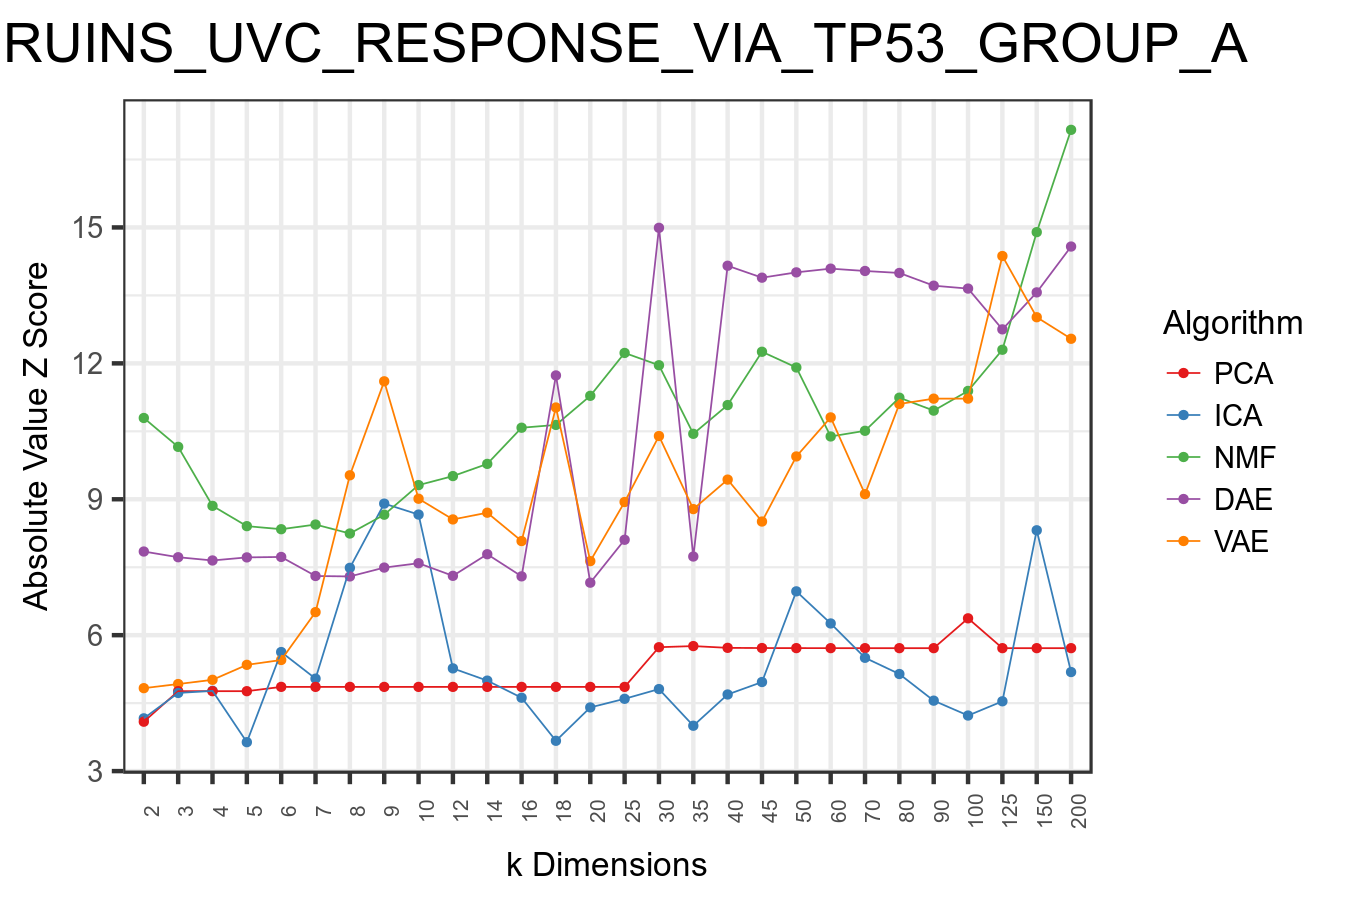 RUINS_UVC_RESPONSE_VIA_TP53_GROUP_A
Absolute Value Z Score
15
12
9
6
3
2 3 4 5 6 7 8 9 10 12 14 16 18 20 25 30 35 40 45 50 60 70 80 90 100 125 150 200
k Dimensions
Algorithm
PCA
ICA
NMF
DAE
VAE